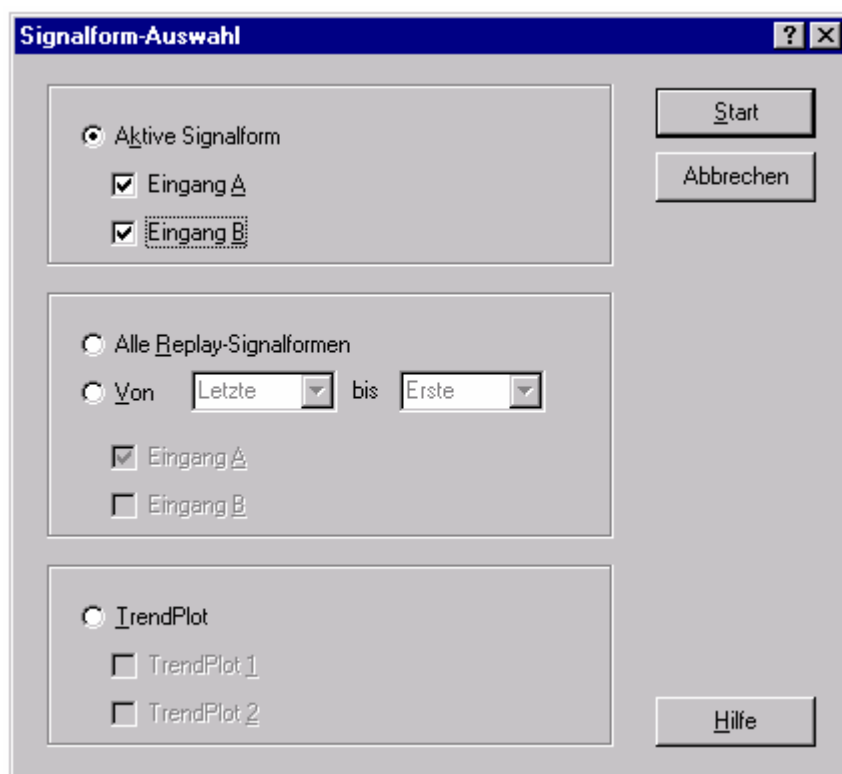 Signalform-Auswahl
Aktive Signalform
Eingang A
Eingang B
Start
Abbrechen
Alle Replay-Signalformen
Von Letzte bis Erste
Eingang A
Eingang B
TrendPlot
TrendPlot 1
TrendPlot 2
Hilfe